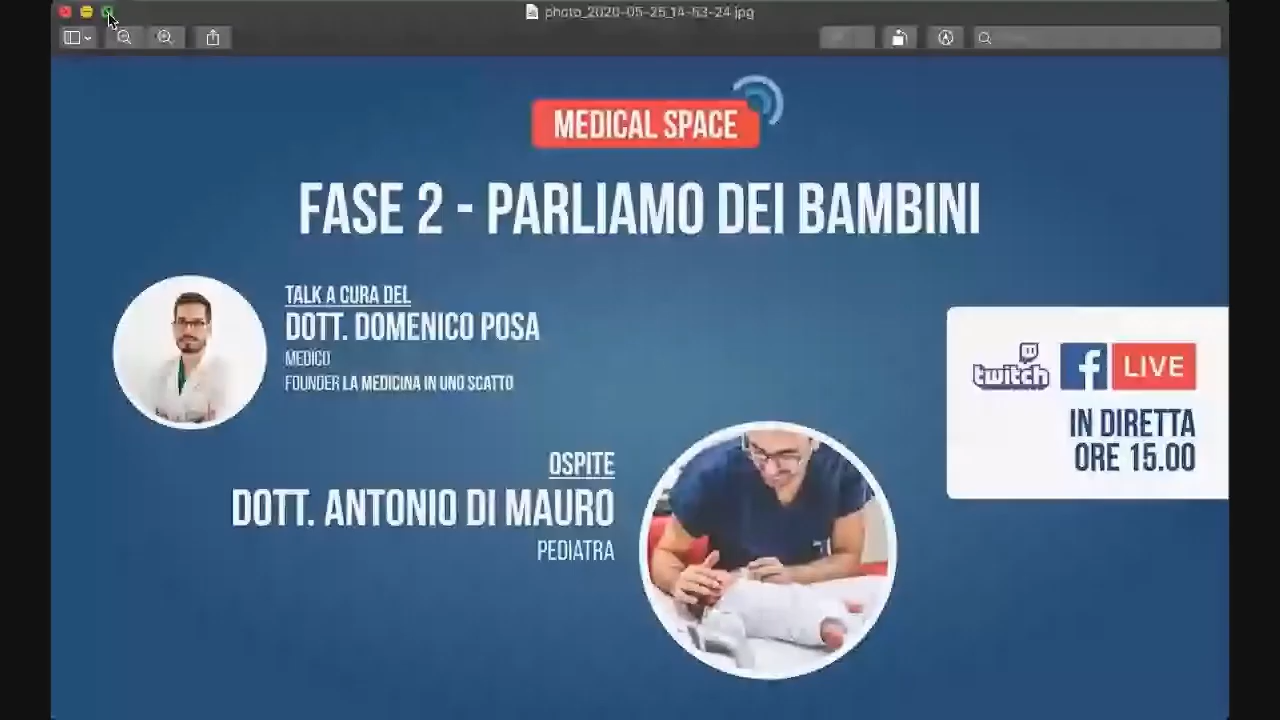 photo_2020-05-25_14-53-24.jpg
MEDICAL SPACE
FASE 2 - PARLIAMO DEI BAMBINI
TALK A CURA DEL
DOTT. DOMENICO POSA
MEDICO
FOUNDER LA MEDICINA IN UNO SCATTO
twitch
f LIVE
IN DIRETTA
ORE 15.00
OSPITE
DOTT. ANTONIO DI MAURO
PEDIATRA